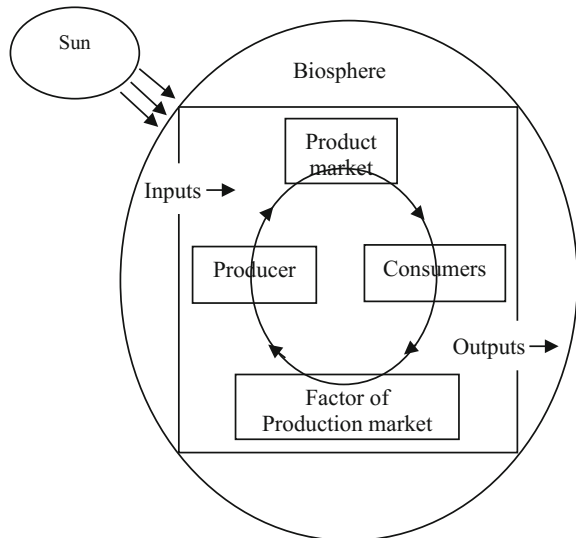 Sun
Biosphere
Product
market
Inputs
Producer
Consumers
Outputs
Factor of
Production market